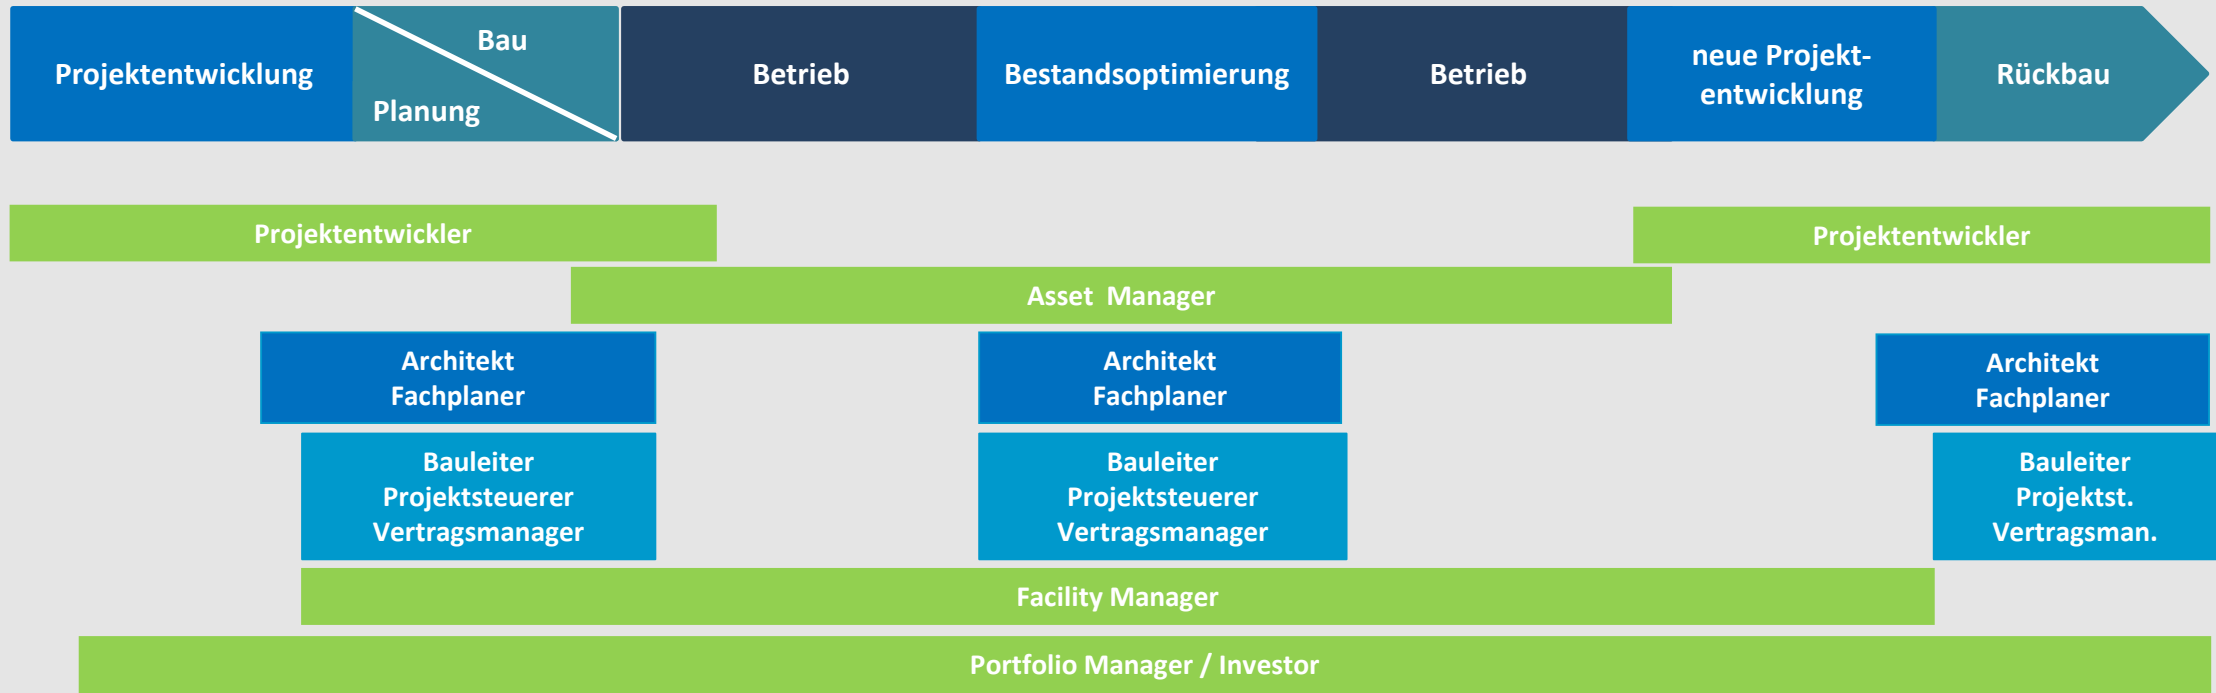 Projektentwicklung
Bau
Planung
Betrieb
Bestandsoptimierung
Betrieb
neue Projekt-
entwicklung
Rückbau
Projektentwickler
Projektentwickler
Asset  Manager
Architekt
Fachplaner
Architekt
Fachplaner
Architekt
Fachplaner
Bauleiter
Projektsteuerer
Vertragsmanager
Bauleiter
Projektsteuerer
Vertragsmanager
Bauleiter
Projektst.
Vertragsman.
Facility Manager
Portfolio Manager / Investor